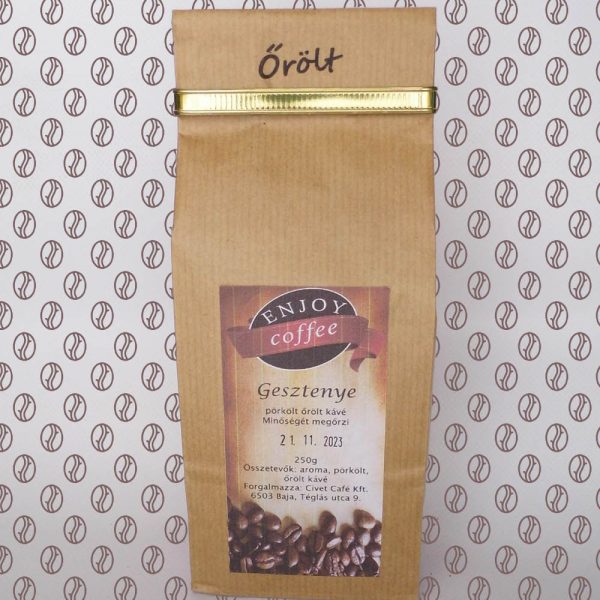 Őrölt
ENJOY
coffee
Gesztenye
pörkölt őrölt kávé
Minőségét megőrzi
21. 11. 2023
250g
Összetevők: aroma, pörkölt,
őrölt kávé
Forgalmazza: Civet Café Kft.
6503 Baja, Téglás utca 9.